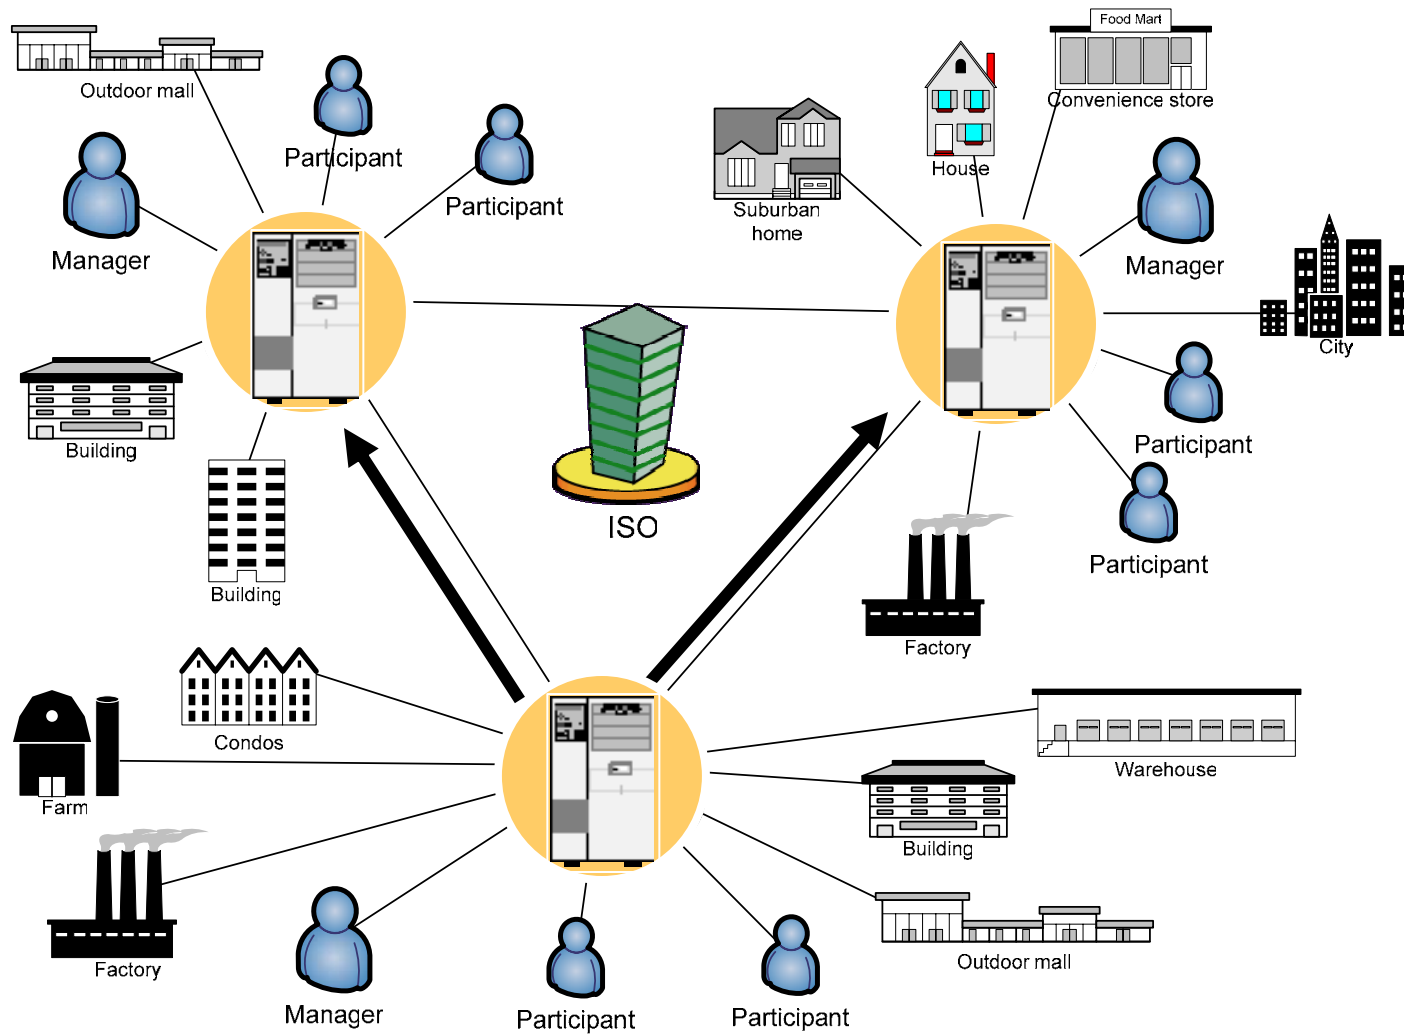 Food Mart
Outdoor mall
Convenience store
Participant
House
Participant
Suburban
home
Manager
Manager
City
Participant
Building
ISO
Participant
Building
Factory
Condos
Warehouse
Farm
Building
Outdoor mall
Factory
Manager
Participant
Participant